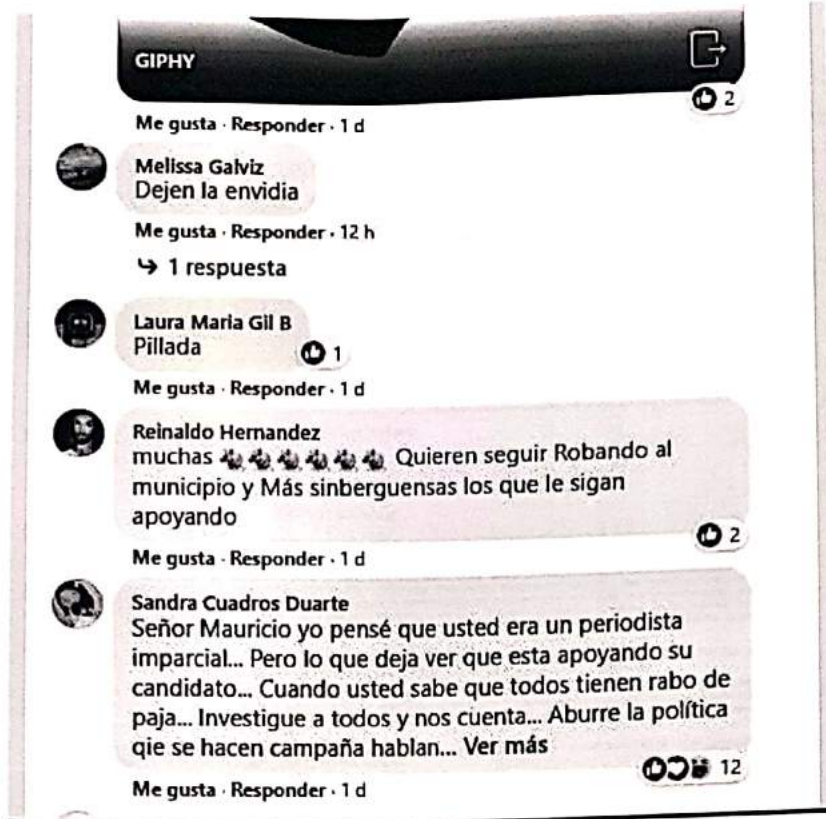 GIPHY
2
Me gusta · Responder · 1 d
Melissa Galviz
Dejen la envidia
Me gusta · Responder · 12 h
1 respuesta
Laura Maria Gil B
Pillada
1
Me gusta · Responder · 1 d
Reinaldo Hernandez
muchas 🐀🐀🐀🐀🐀🐀 Quieren seguir Robando al
municipio y Más sinberguensas los que le sigan
apoyando
2
Me gusta · Responder · 1 d
Sandra Cuadros Duarte
Señor Mauricio yo pensé que usted era un periodista
imparcial... Pero lo que deja ver que esta apoyando su
candidato... Cuando usted sabe que todos tienen rabo de
paja... Investigue a todos y nos cuenta... Aburre la política
qie se hacen campaña hablan... Ver más
12
Me gusta · Responder · 1 d